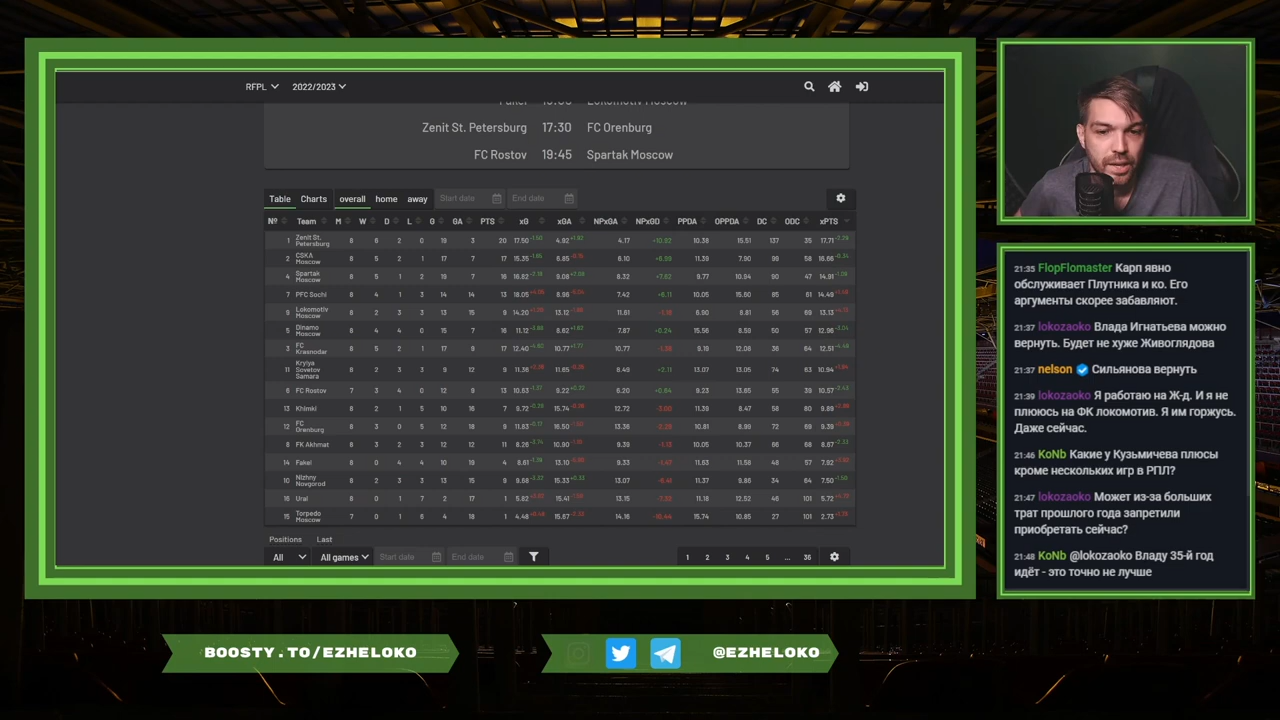 RFPL 2022/2023
Lokomotiv Moscow
Zenit St. Petersburg 17:30 FC Orenburg
FC Rostov 19:45 Spartak Moscow
Table Charts overall home away Start date End date
№ Team M W D L G GA PTS xG xGA NPxGA NPxGD PPDA OPPDA DC ODC xPTS
1 Zenit St. Petersburg 8 6 2 0 19 3 20 17.50 4.92 4.17 10.38 15.51 137 35 17.71
2 CSKA Moscow 8 5 2 1 17 7 17 15.35 6.85 6.10 11.39 7.90 99 58 16.66
4 Spartak Moscow 8 5 1 2 19 7 16 16.82 9.08 8.32 +7.62 9.77 10.94 90 47 14.91
7 PFC Sochi 8 4 1 3 14 14 13 18.05 8.96 7.42 +6.11 10.05 15.60 85 61 14.49
9 Lokomotiv Moscow 8 2 3 3 13 15 9 14.20 13.12 11.61 6.90 8.81 56 69 13.13
5 Dinamo Moscow 8 4 4 0 15 7 16 11.12 8.62 7.87 +0.24 15.56 8.59 50 57 12.96
3 FC Krasnodar 8 5 2 1 17 9 17 12.40 10.77 10.77 9.19 12.08 36 64 12.51
11 Krylya Sovetov Samara 8 2 3 3 9 12 9 11.36 11.65 8.49 13.07 13.05 74 63 10.94
6 FC Rostov 7 3 4 0 12 9 13 10.63 9.22 6.20 +0.64 9.23 13.85 55 39 10.57
13 Khimki 8 2 1 5 10 16 7 9.72 15.74 12.72 -3.00 11.39 8.47 58 80 9.89
12 FC Orenburg 8 3 0 5 12 18 9 11.63 16.50 10.81 8.99 72 69 9.39
8 FK Akhmat 8 3 2 3 12 12 11 8.26 10.90 9.39 10.05 10.37 66 68 8.67
14 Fakel 8 0 4 4 10 19 4 8.61 13.10 9.33 11.63 11.58 48 57 7.92
10 Nizhny Novgorod 8 2 3 3 13 15 9 9.68 15.33 13.07 11.37 9.86 34 64 7.50
16 Ural 8 0 1 7 2 17 1 5.82 15.41 13.15 11.18 12.52 46 101 5.72
15 Torpedo Moscow 7 0 1 6 4 18 1 4.48 15.67 14.16 15.74 10.85 27 101 2.73
Positions Last
All All games Start date End date 1 2 3 4 5 ... 36
21:35 FlopFlomaster Карп явно
обслуживает Плутника и ко. Его
аргументы скорее забавляют.
21:37 lokozaoko Влада Игнатьева можно
вернуть. Будет не хуже Живоглядова
21:37 nelson Сильянова вернуть
21:39 lokozaoko Я работаю на Ж-д. И я не
плююсь на ФК локомотив. Я им горжусь.
Даже сейчас.
21:46 KoNb Какие у Кузьмичева плюсы
кроме нескольких игр в РПЛ?
21:47 lokozaoko Может из-за больших
трат прошлого года запретили
приобретать сейчас?
21:48 KoNb @lokozaoko Владу 35-й год
идёт - это точно не лучше
BOOSTY.TO/EZHELOKO
@EZHELOKO